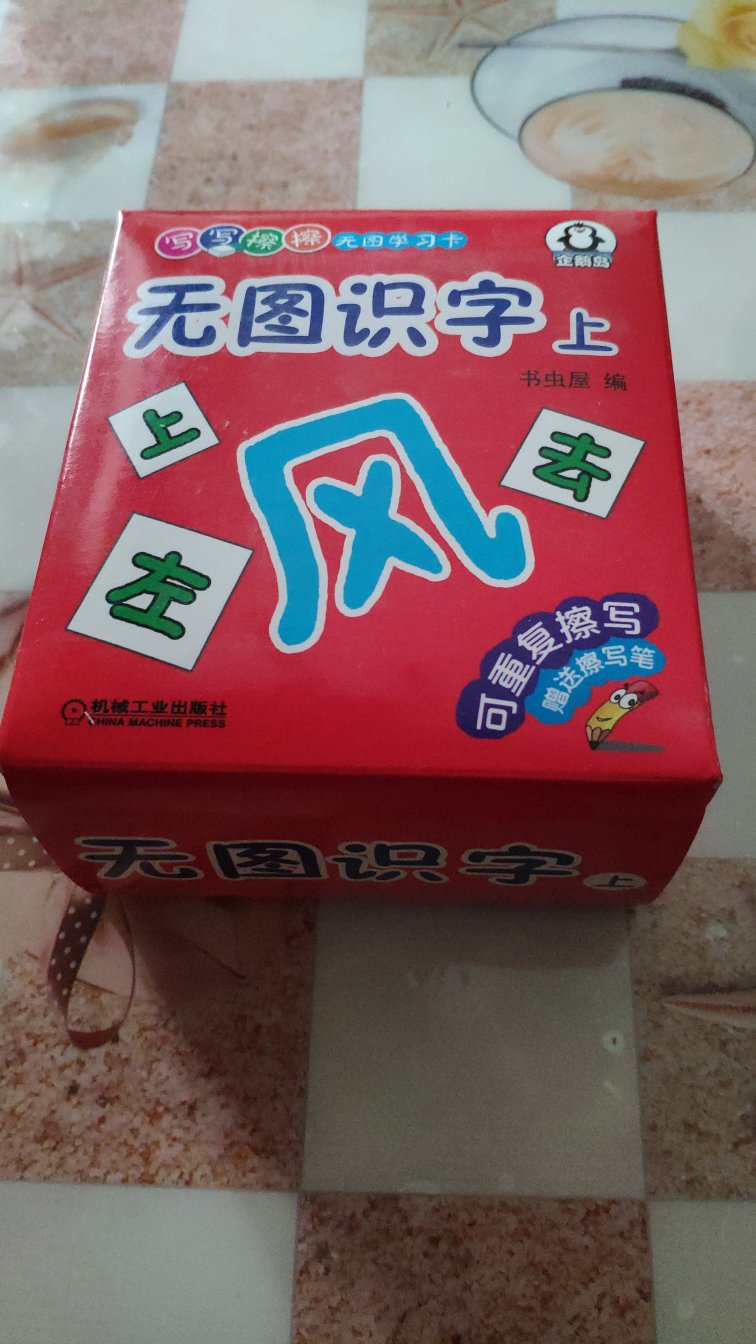 写写擦擦 无图学习卡
企鹅岛
无图识字 上
书虫屋 编
上
去
风
左
可重复擦写
赠送擦写笔
机械工业出版社
CHINA MACHINE PRESS
无图识字 上